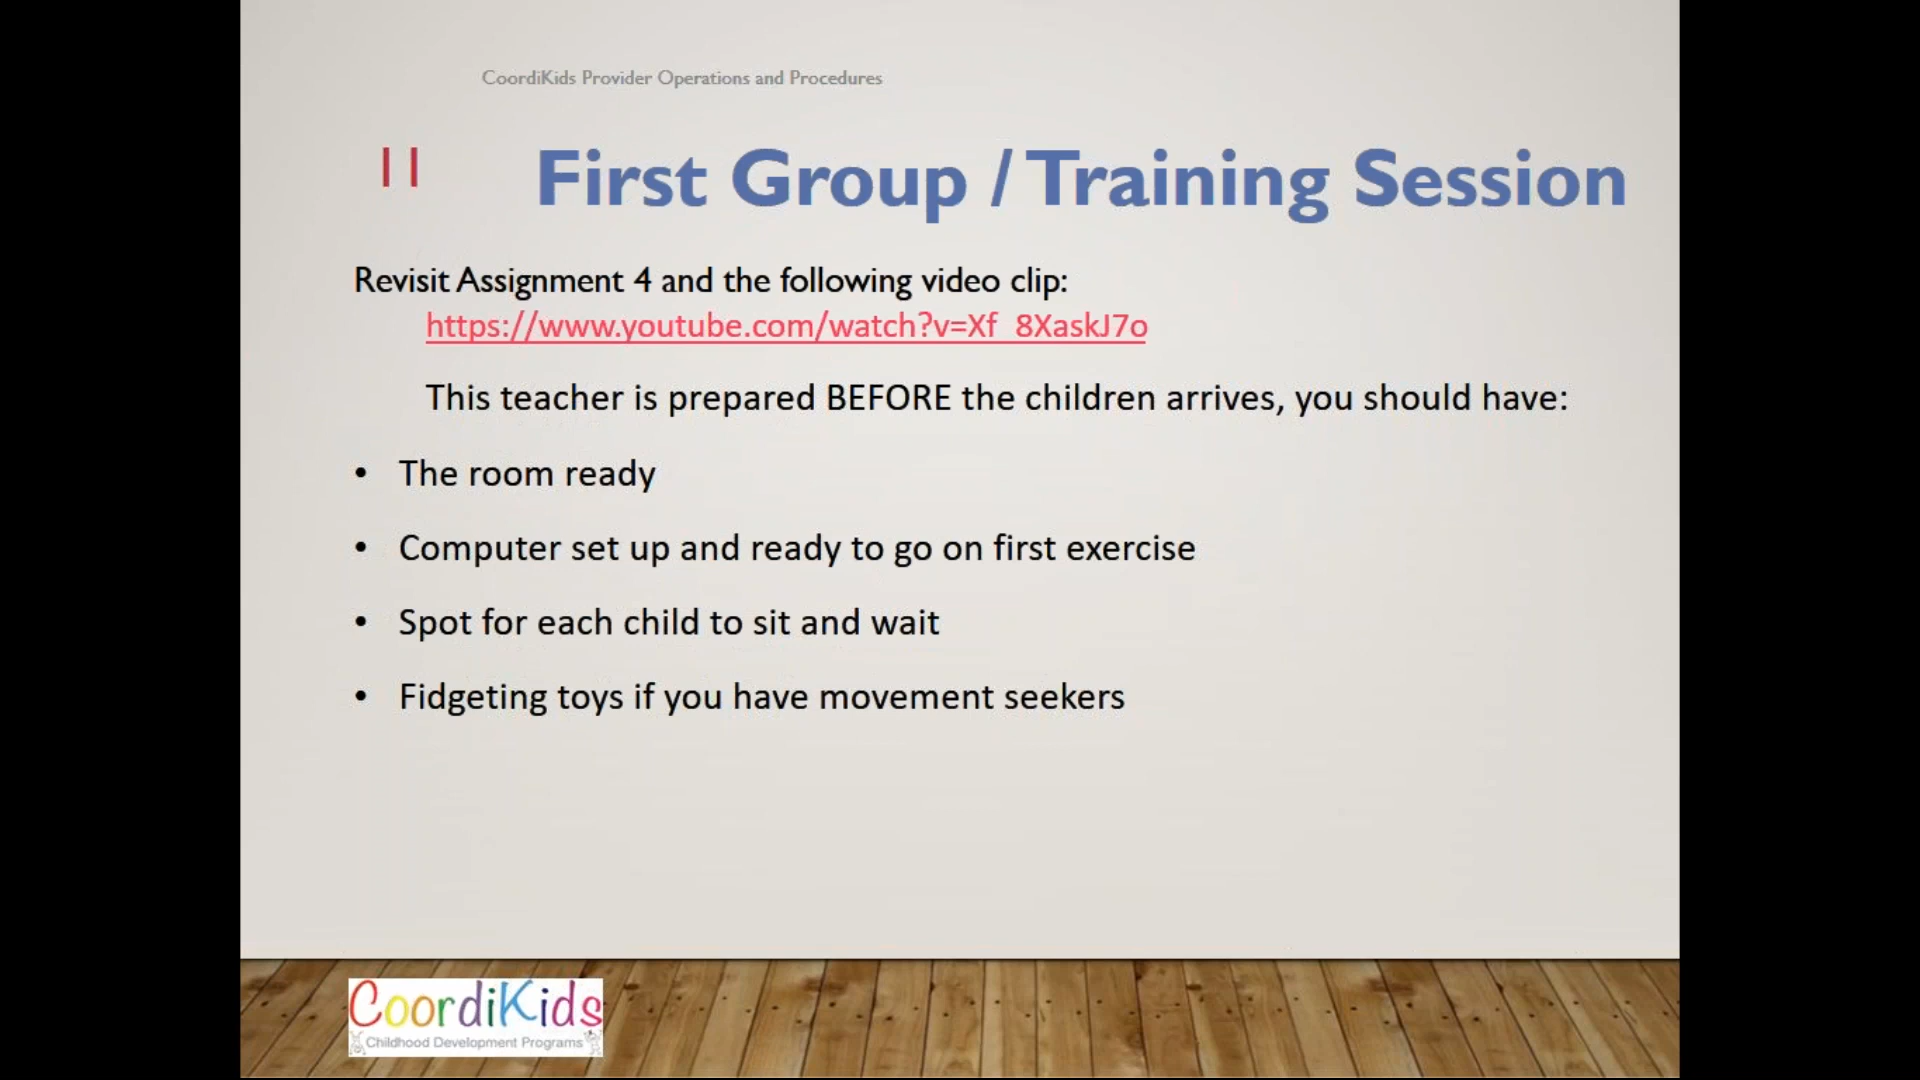 CoordiKids Provider Operations and Procedures
11
First Group / Training Session
Revisit Assignment 4 and the following video clip:
https://www.youtube.com/watch?v=Xf_8XaskJ7o
This teacher is prepared BEFORE the children arrives, you should have:
• The room ready
• Computer set up and ready to go on first exercise
• Spot for each child to sit and wait
• Fidgeting toys if you have movement seekers
CoordiKids
Childhood Development Programs